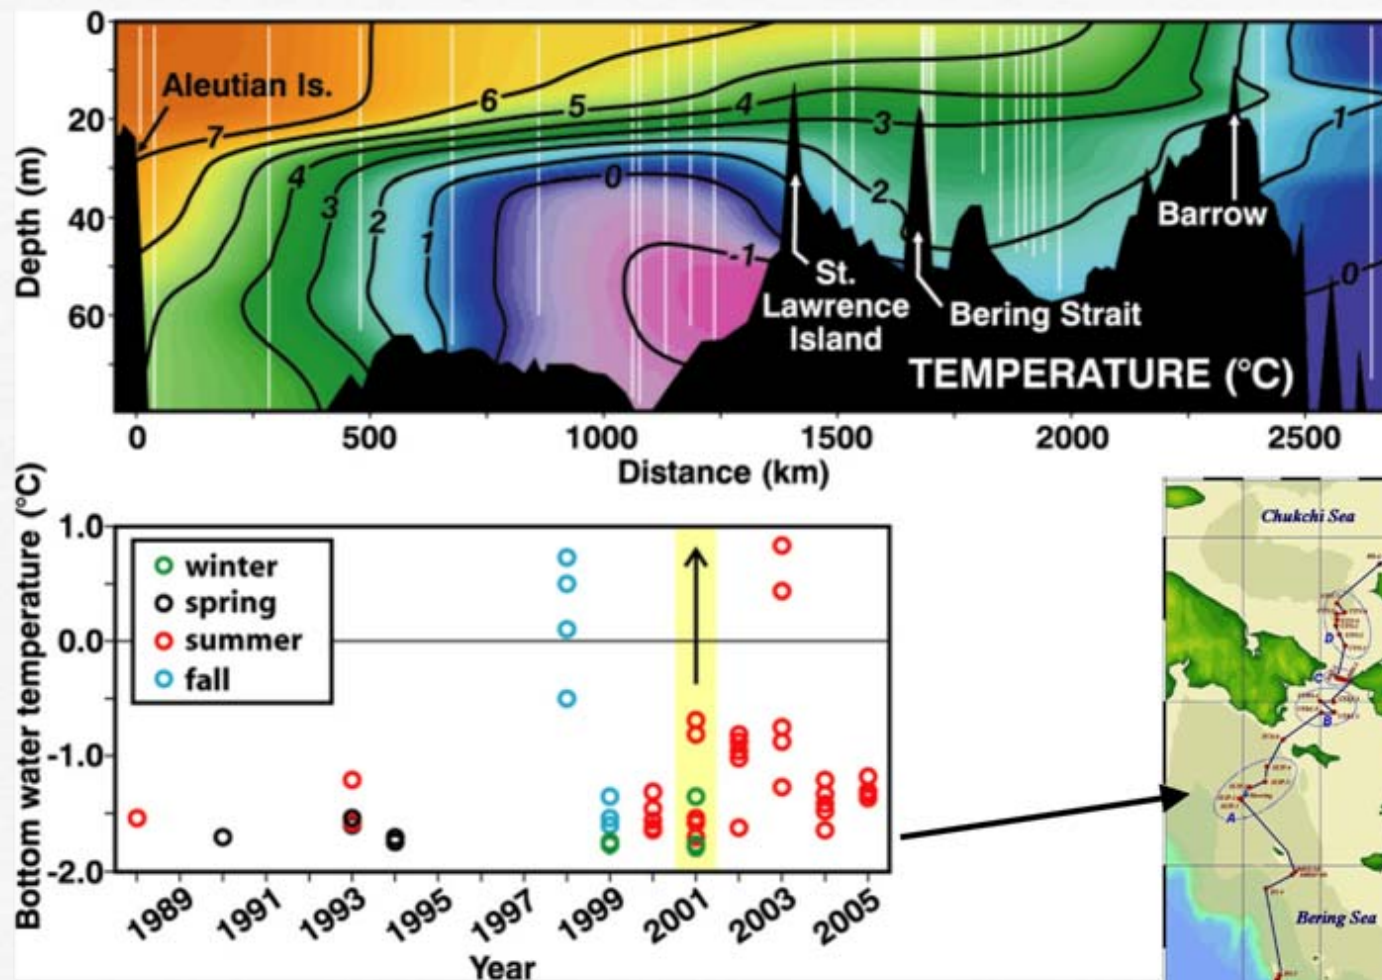 0
20
40
60
Depth (m)
Aleutian Is.
7
6
5
4
3
2
1
0
-1
4
3
2
1
0
St.
Lawrence
Island
Bering Strait
Barrow
TEMPERATURE (°C)
0 500 1000 1500 2000 2500
Distance (km)
Bottom water temperature (°C)
1.0
0.0
-1.0
-2.0
winter
spring
summer
fall
1989 1991 1993 1995 1997 1999 2001 2003 2005
Year
Chukchi Sea
D
C
B
A
Bering Sea